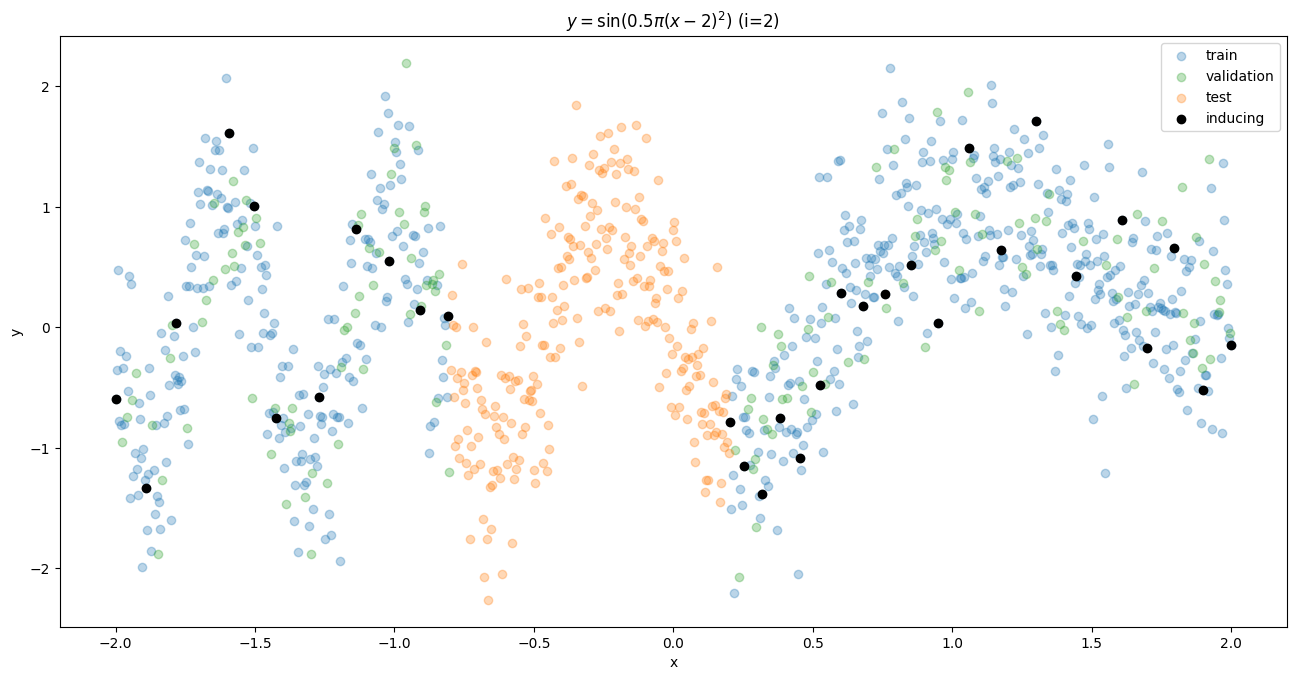 y = sin(0.5π(x − 2)²) (i=2)
train
validation
test
inducing
y
2
1
0
−1
−2
−2.0 −1.5 −1.0 −0.5 0.0 0.5 1.0 1.5 2.0
x